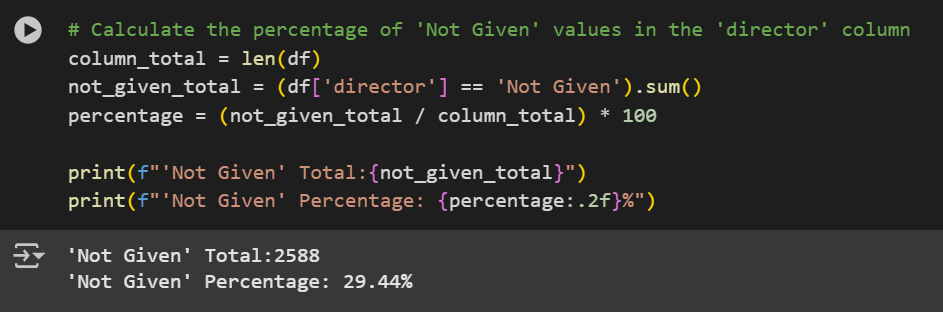 # Calculate the percentage of 'Not Given' values in the 'director' column
column_total = len(df)
not_given_total = (df['director'] == 'Not Given').sum()
percentage = (not_given_total / column_total) * 100
print(f"'Not Given' Total:{not_given_total}")
print(f"'Not Given' Percentage: {percentage:.2f}%")
'Not Given' Total:2588
'Not Given' Percentage: 29.44%